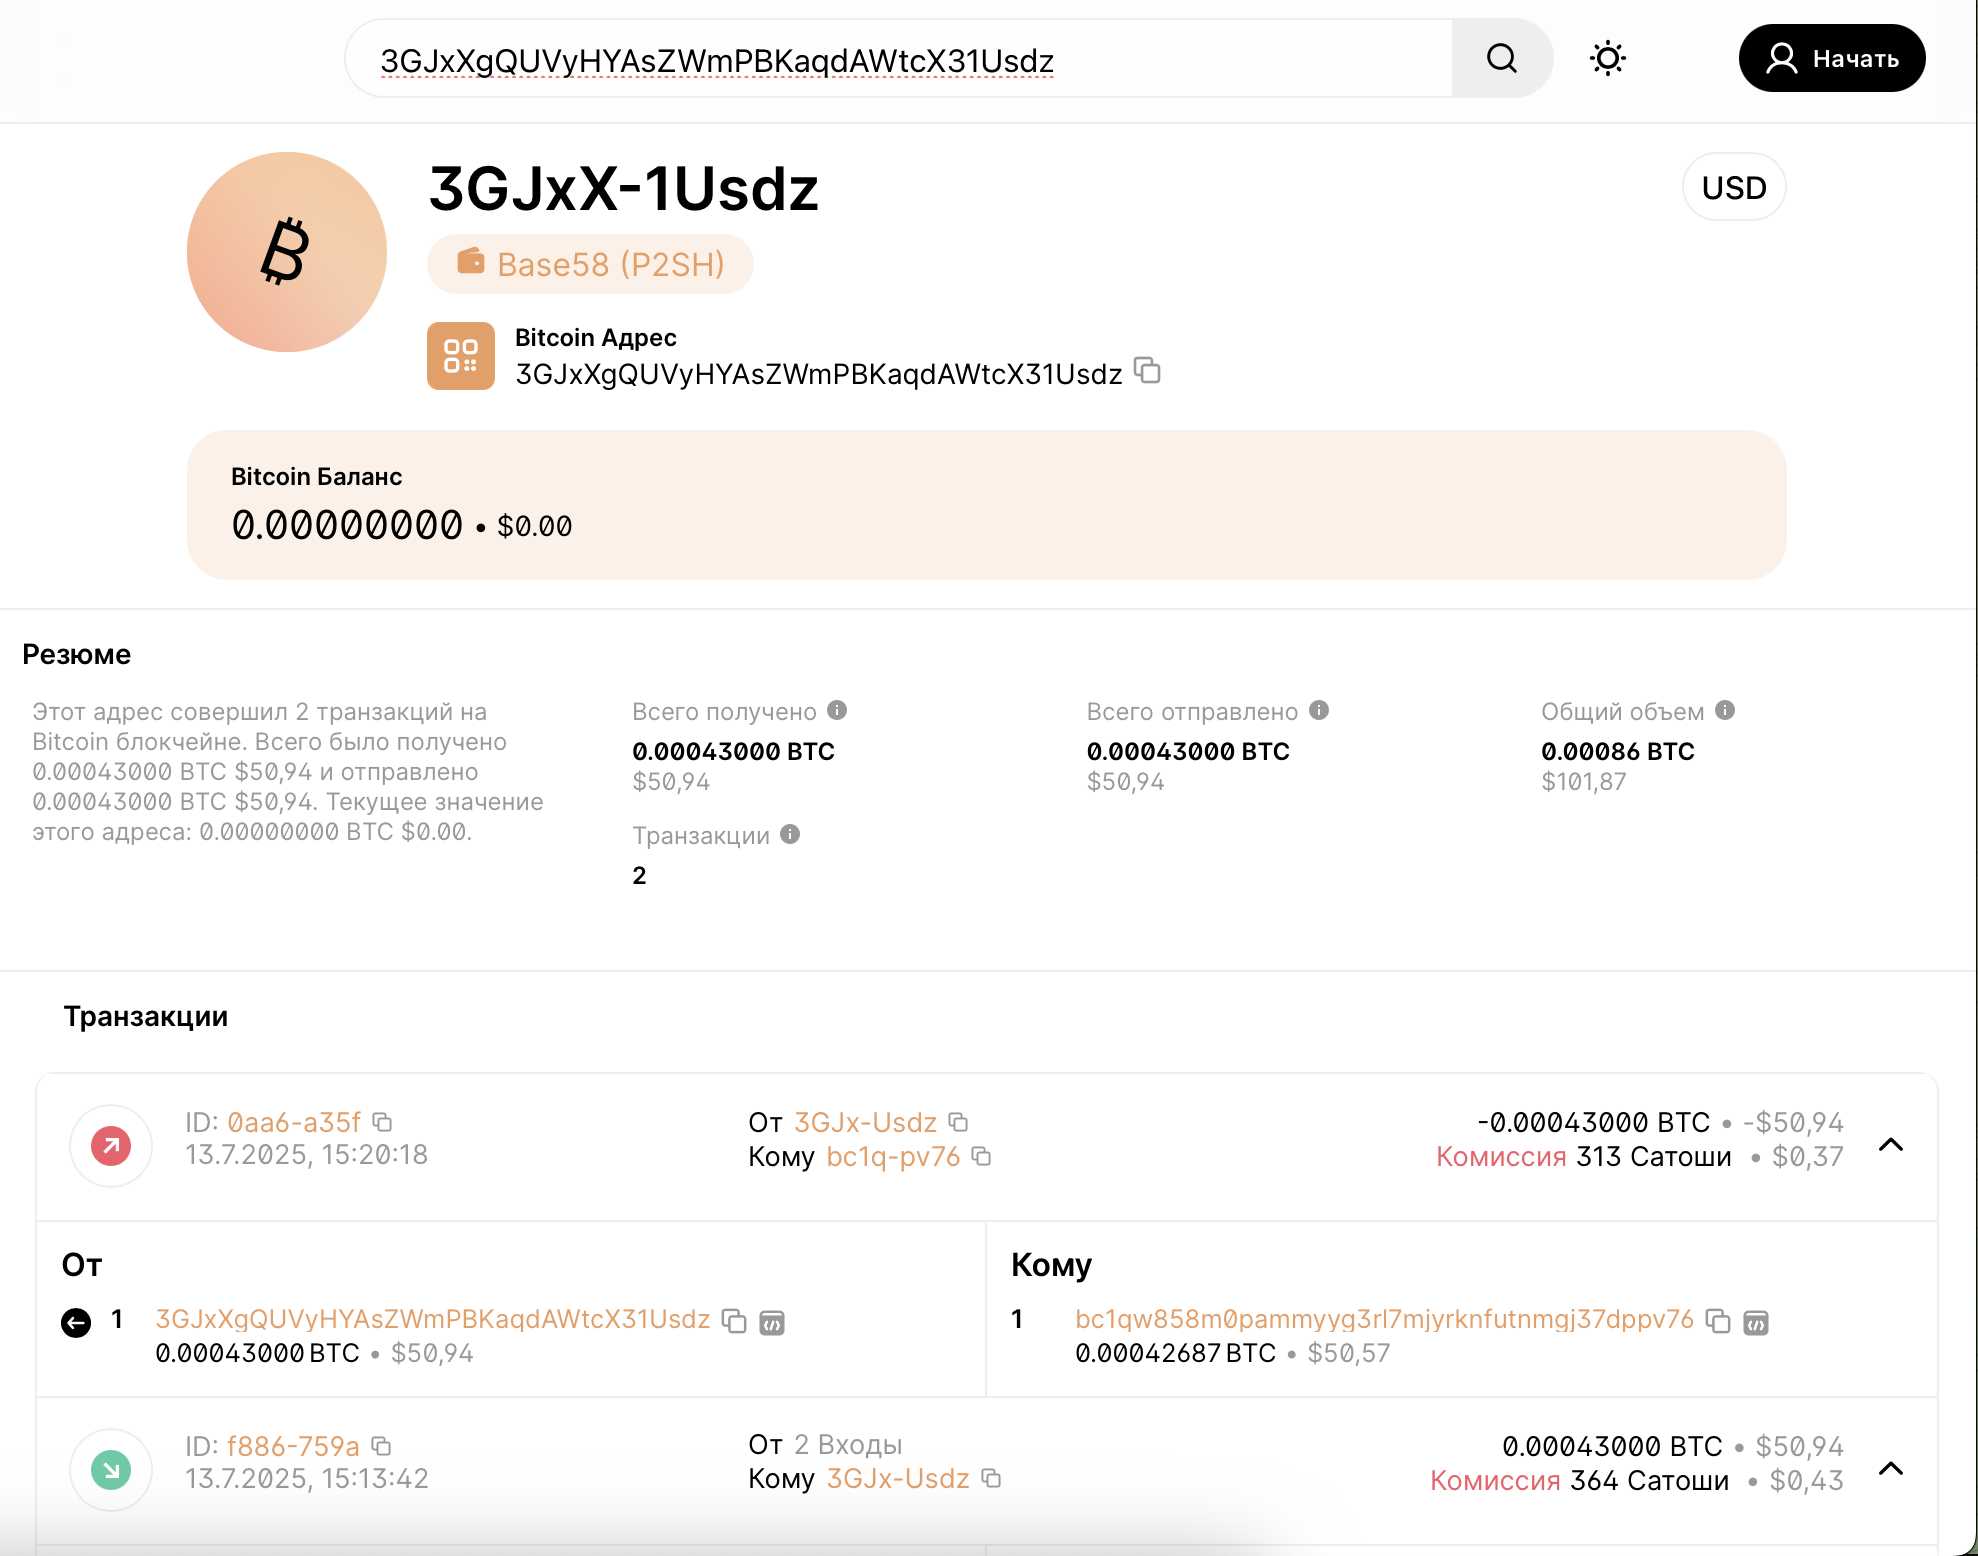 3GJxXgQUVyHYAsZWmPBKaqdAWtcX31Usdz
Начать
3GJxX-1Usdz
USD
Base58 (P2SH)
Bitcoin Адрес
3GJxXgQUVyHYAsZWmPBKaqdAWtcX31Usdz
Bitcoin Баланс
0.00000000 • $0.00
Резюме
Этот адрес совершил 2 транзакций на
Bitcoin блокчейне. Всего было получено
0.00043000 BTC $50,94 и отправлено
0.00043000 BTC $50,94. Текущее значение
этого адреса: 0.00000000 BTC $0.00.
Всего получено
0.00043000 BTC
$50,94
Всего отправлено
0.00043000 BTC
$50,94
Общий объем
0.00086 BTC
$101,87
Транзакции
2
Транзакции
ID: 0aa6-a35f
13.7.2025, 15:20:18
От 3GJx-Usdz
Кому bc1q-pv76
-0.00043000 BTC • -$50,94
Комиссия 313 Сатоши • $0,37
От
1 3GJxXgQUVyHYAsZWmPBKaqdAWtcX31Usdz
0.00043000 BTC • $50,94
Кому
1 bc1qw858m0pammyyg3rl7mjyrknfutnmgj37dppv76
0.00042687 BTC • $50,57
ID: f886-759a
13.7.2025, 15:13:42
От 2 Входы
Кому 3GJx-Usdz
0.00043000 BTC • $50,94
Комиссия 364 Сатоши • $0,43